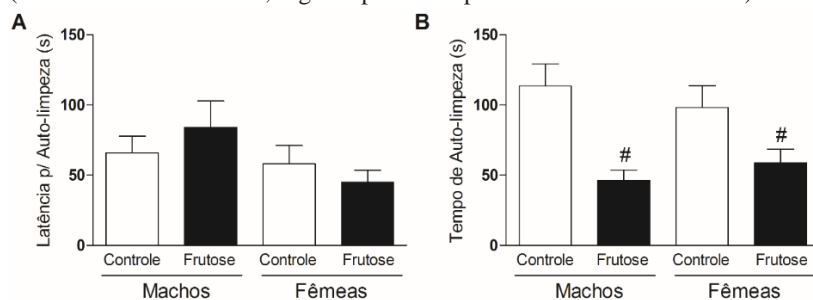 A
B
Latência p/ Auto-limpeza (s)
150
100
50
0
Controle Frutose Controle Frutose
Machos Fêmeas
Tempo de Auto-limpeza (s)
150
100
50
0
# #
Controle Frutose Controle Frutose
Machos Fêmeas